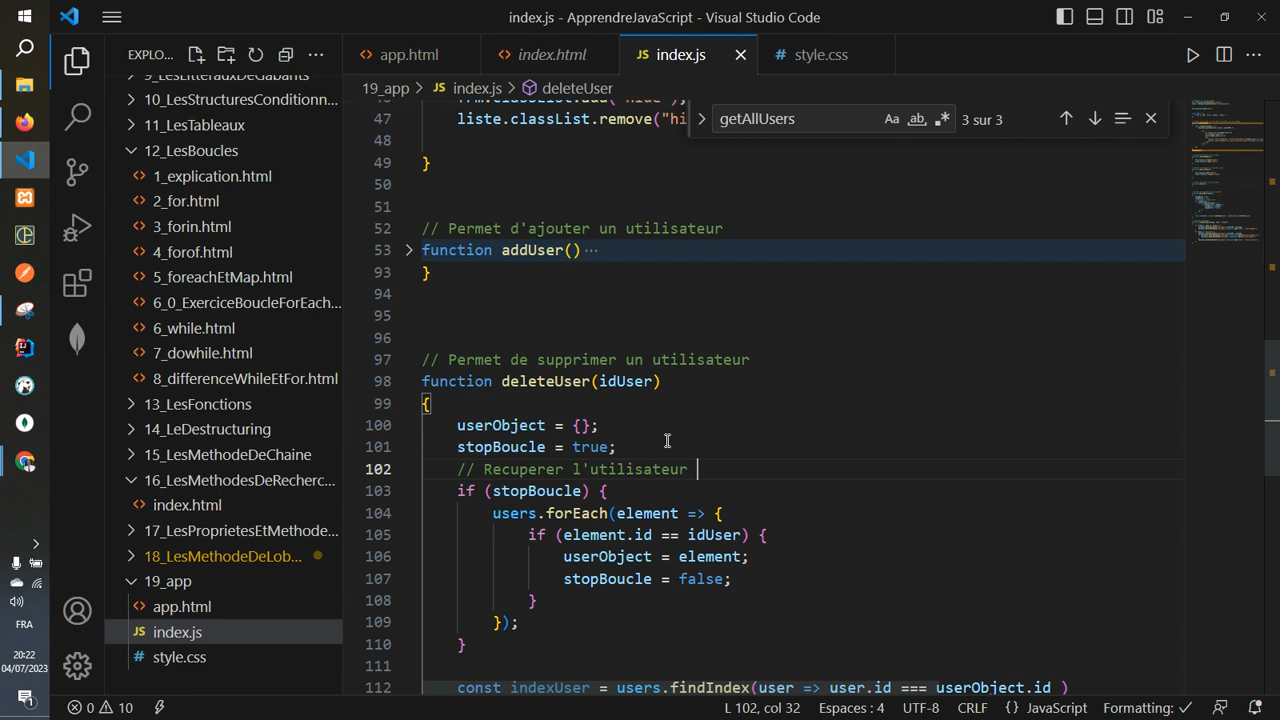 index.js - ApprendreJavaScript - Visual Studio Code
EXPLO...
app.html
index.html
JS index.js
# style.css
19_app > JS index.js > deleteUser
getAllUsers
Aa ab 3 sur 3
10_LesStructuresConditionn...
11_LesTableaux
12_LesBoucles
1_explication.html
2_for.html
3_forin.html
4_forof.html
5_foreachEtMap.html
6_0_ExerciceBoucleForEach...
6_while.html
7_dowhile.html
8_differenceWhileEtFor.html
13_LesFonctions
14_LeDestructuring
15_LesMethodeDeChaine
16_LesMethodesDeRecherc...
index.html
17_LesProprietesEtMethode...
18_LesMethodeDeLob...
19_app
app.html
JS index.js
# style.css
47 liste.classList.remove("hi
48
49 }
50
51
52 // Permet d'ajouter un utilisateur
53 function addUser() ...
93 }
94
95
96
97 // Permet de supprimer un utilisateur
98 function deleteUser(idUser)
99 {
100 userObject = {};
101 stopBoucle = true;
102 // Recuperer l'utilisateur
103 if (stopBoucle) {
104 users.forEach(element => {
105 if (element.id == idUser) {
106 userObject = element;
107 stopBoucle = false;
108 }
109 });
110 }
111
112 const indexUser = users.findIndex(user => user.id === userObject.id )
FRA
20:22
04/07/2023
0 10
L 102, col 32 Espaces : 4 UTF-8 CRLF {} JavaScript Formatting: ✓